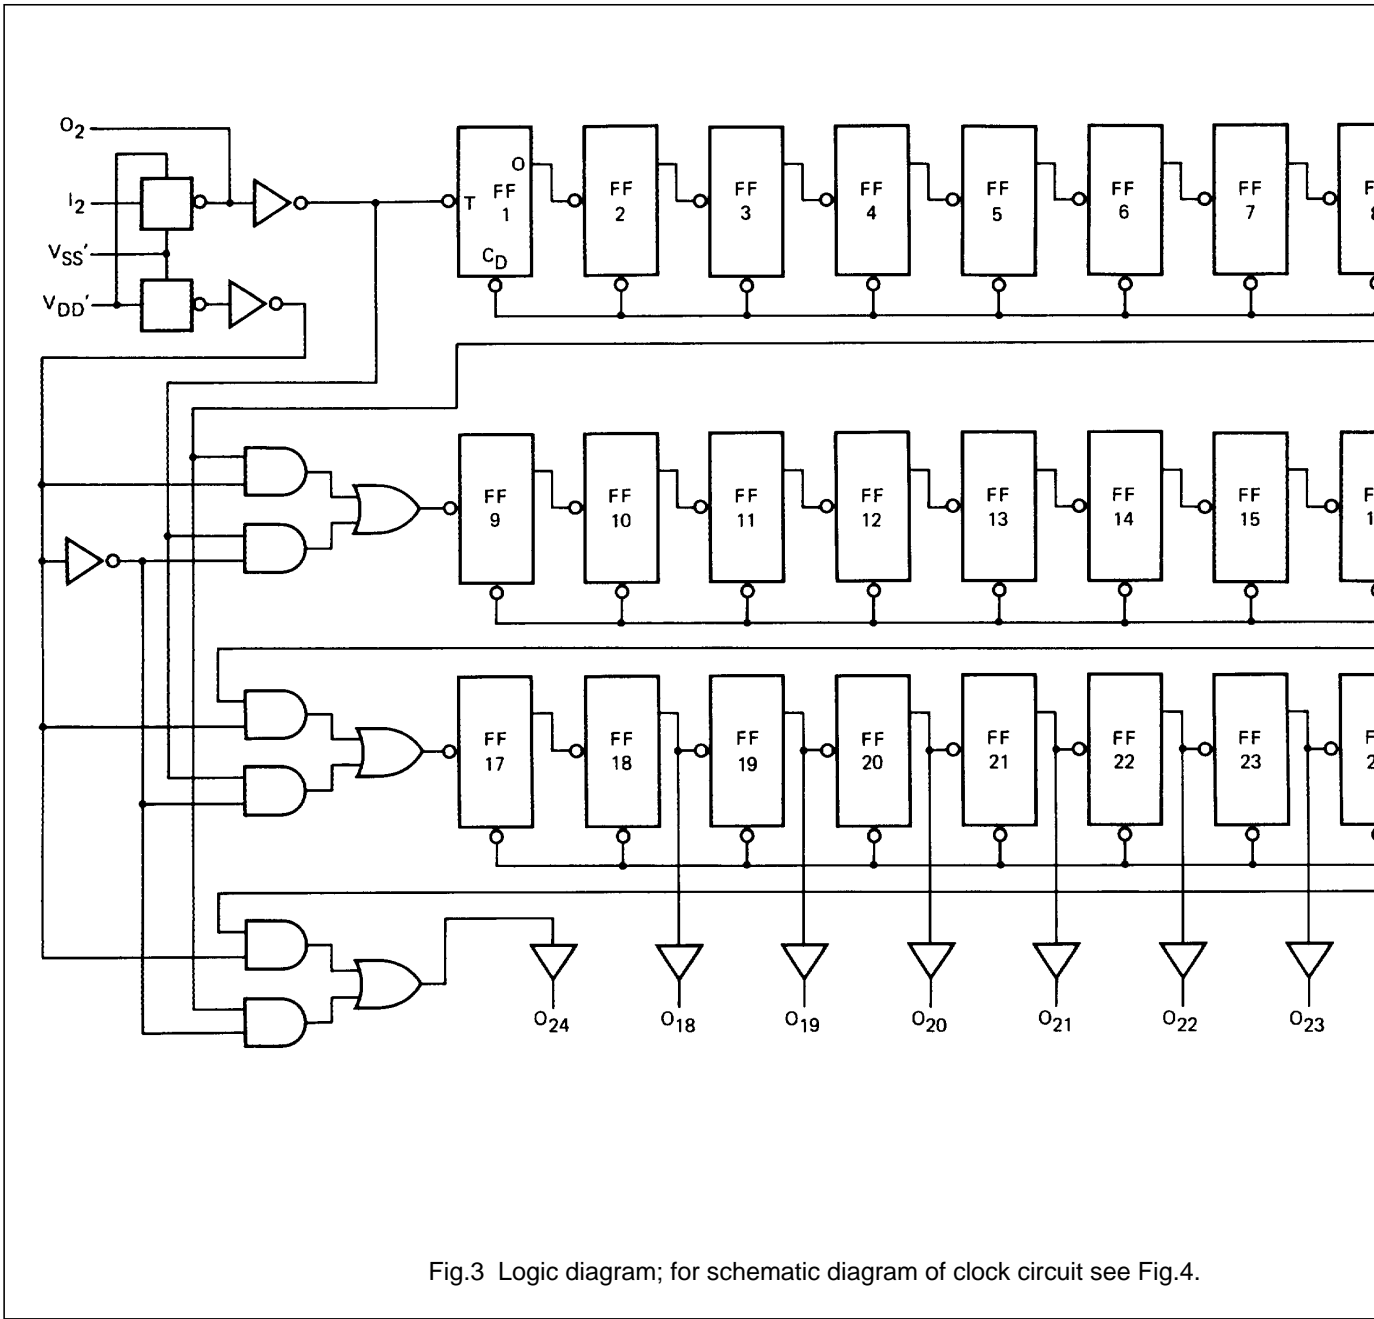 O2
I2
VSS'
VDD'
O
T FF 1
CD
FF 2
FF 3
FF 4
FF 5
FF 6
FF 7
FF 9
FF 10
FF 11
FF 12
FF 13
FF 14
FF 15
FF 17
FF 18
FF 19
FF 20
FF 21
FF 22
FF 23
O24
O18
O19
O20
O21
O22
O23
Fig.3 Logic diagram; for schematic diagram of clock circuit see Fig.4.